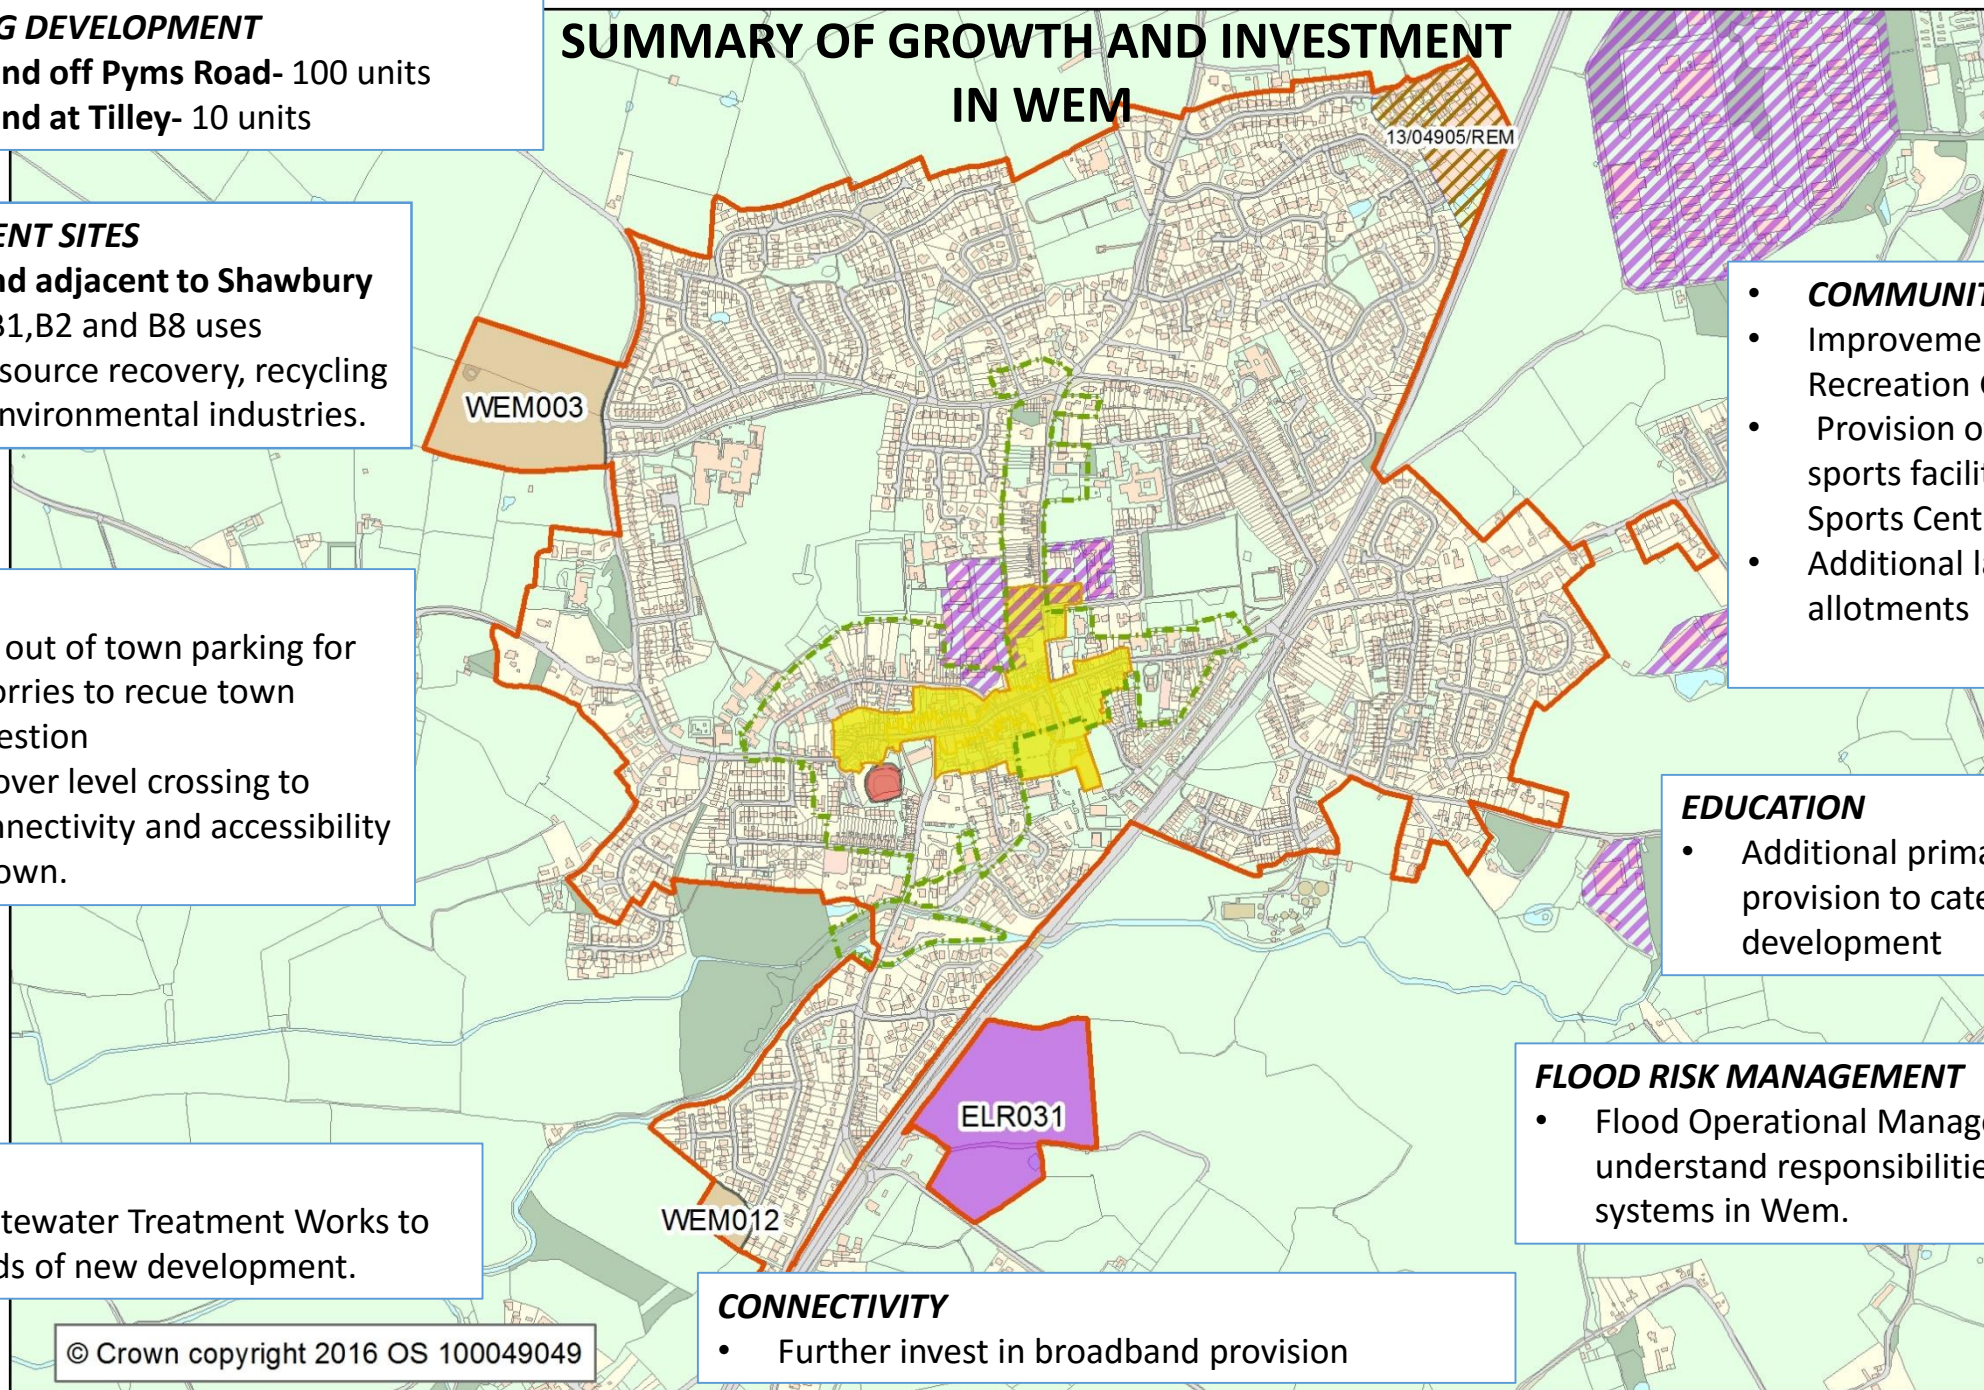 SUMMARY OF GROWTH AND INVESTMENT
IN WEM
G DEVELOPMENT
nd off Pyms Road- 100 units
nd at Tilley- 10 units
ENT SITES
nd adjacent to Shawbury
B1,B2 and B8 uses
source recovery, recycling
nvironmental industries.
out of town parking for
orries to recue town
estion
over level crossing to
nnectivity and accessibility
own.
tewater Treatment Works to
ds of new development.
© Crown copyright 2016 OS 100049049
13/04905/REM
WEM003
ELR031
WEM012
CONNECTIVITY
• Further invest in broadband provision
• COMMUNIT
• Improveme
Recreation
• Provision o
sports facilit
Sports Cent
• Additional la
allotments
EDUCATION
• Additional prima
provision to cate
development
FLOOD RISK MANAGEMENT
• Flood Operational Manag
understand responsibilitie
systems in Wem.